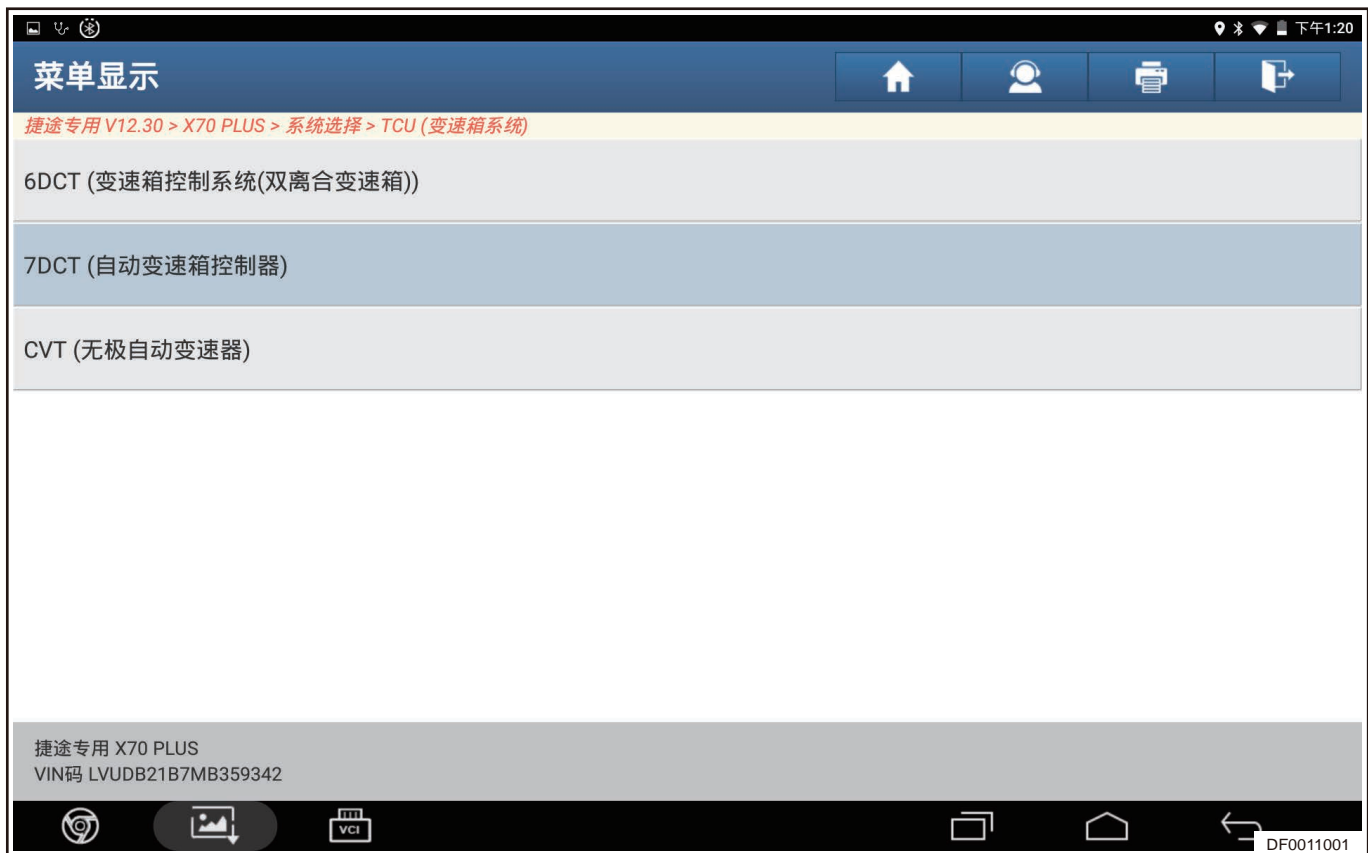 下午1:20
菜单显示
捷途专用 V12.30 > X70 PLUS > 系统选择 > TCU (变速箱系统)
6DCT (变速箱控制系统(双离合变速箱))
7DCT (自动变速箱控制器)
CVT (无极自动变速器)
捷途专用 X70 PLUS
VIN码 LVUDB21B7MB359342
VCI
DF0011001